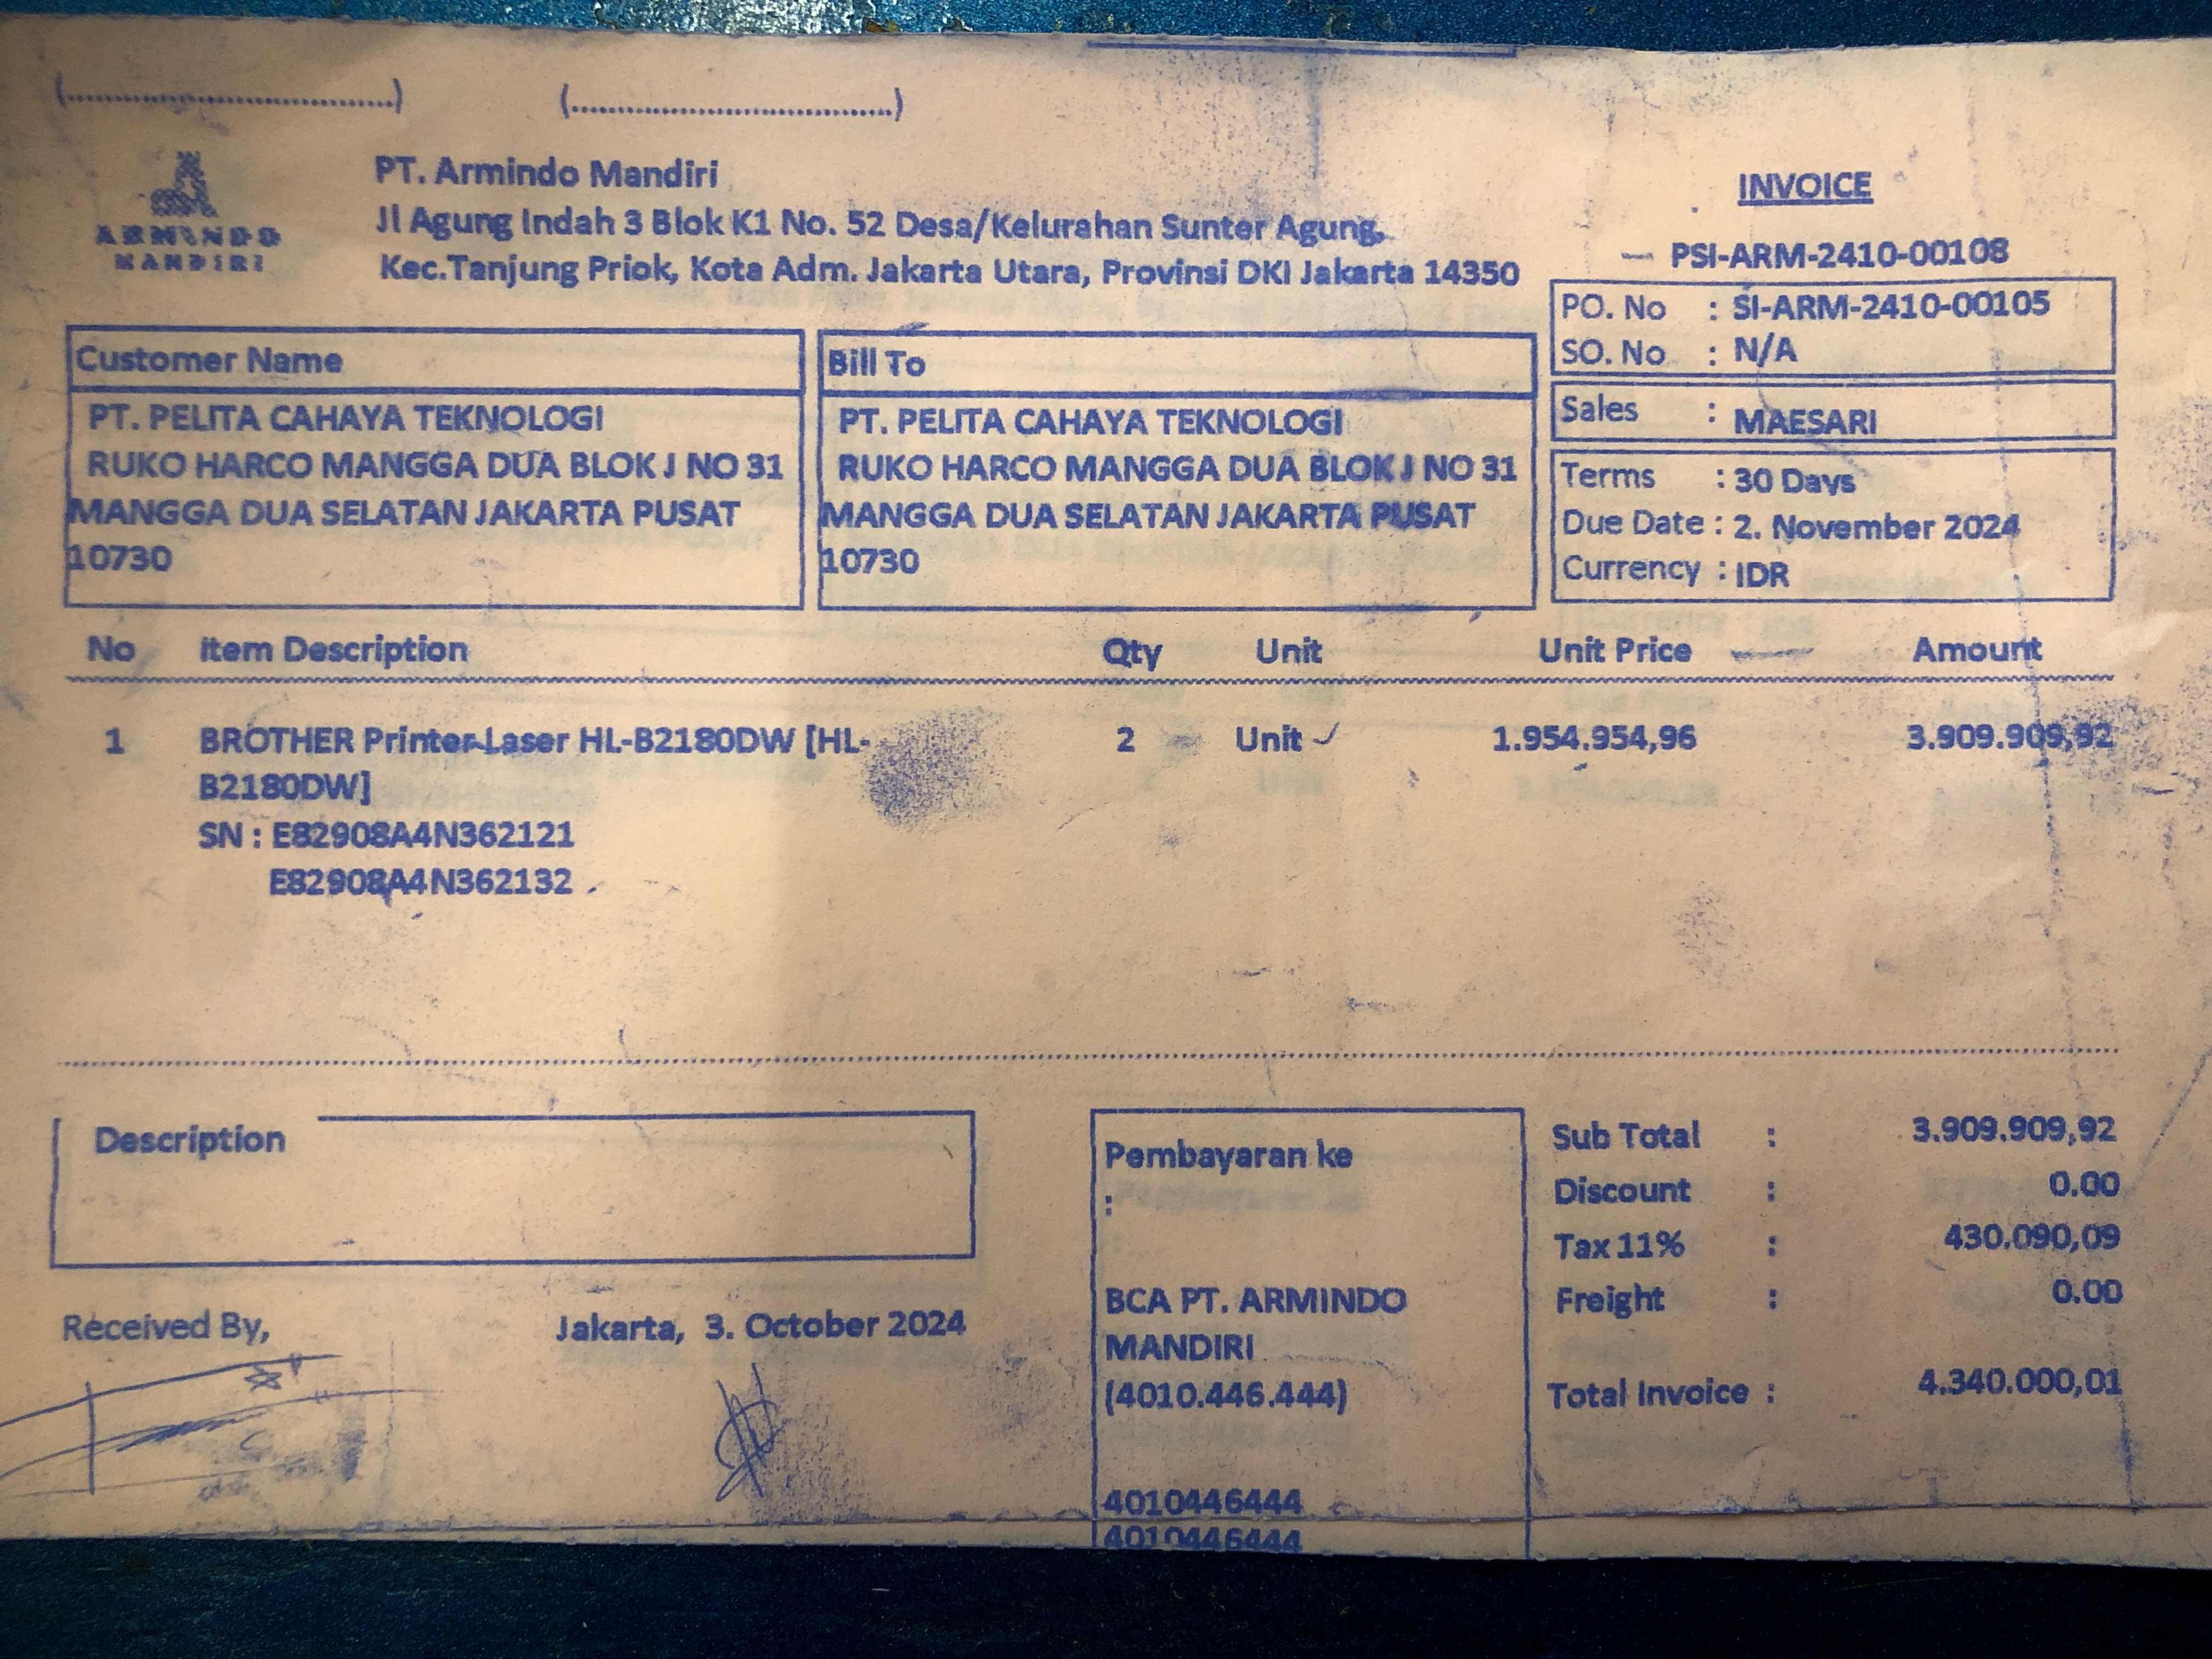 (................................) (................................)
ARMINDO
MANDIRI
PT. Armindo Mandiri
Jl Agung Indah 3 Blok K1 No. 52 Desa/Kelurahan Sunter Agung,
Kec.Tanjung Priok, Kota Adm. Jakarta Utara, Provinsi DKI Jakarta 14350
INVOICE
PSI-ARM-2410-00108
PO. No : SI-ARM-2410-00105
SO. No : N/A
Sales : MAESARI
Terms : 30 Days
Due Date : 2. November 2024
Currency : IDR
Customer Name
PT. PELITA CAHAYA TEKNOLOGI
RUKO HARCO MANGGA DUA BLOK J NO 31
MANGGA DUA SELATAN JAKARTA PUSAT
10730
Bill To
PT. PELITA CAHAYA TEKNOLOGI
RUKO HARCO MANGGA DUA BLOK J NO 31
MANGGA DUA SELATAN JAKARTA PUSAT
10730
No Item Description Qty Unit Unit Price Amount
1 BROTHER Printer Laser HL-B2180DW [HL- 2 Unit 1.954.954,96 3.909.909,92
B2180DW]
SN : E82908A4N362121
E82908A4N362132
Description
Received By,
Jakarta, 3. October 2024
Pembayaran ke
:
BCA PT. ARMINDO
MANDIRI
(4010.446.444)
4010446444
4010446444
Sub Total : 3.909.909,92
Discount : 0.00
Tax 11% : 430.090,09
Freight : 0.00
Total Invoice : 4.340.000,01